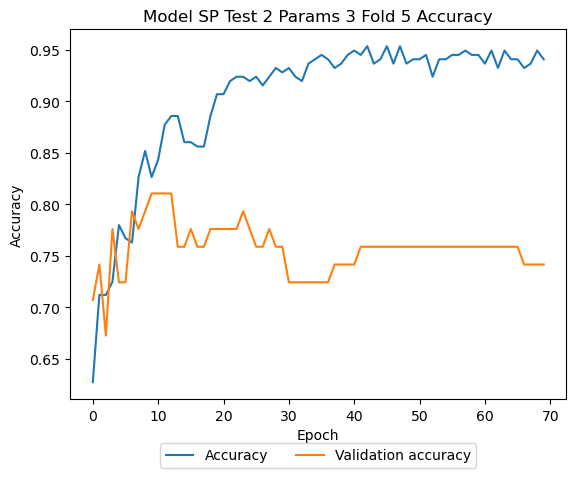 Model SP Test 2 Params 3 Fold 5 Accuracy
Accuracy
0.95
0.90
0.85
0.80
0.75
0.70
0.65
0 10 20 30 40 50 60 70
Epoch
Accuracy Validation accuracy